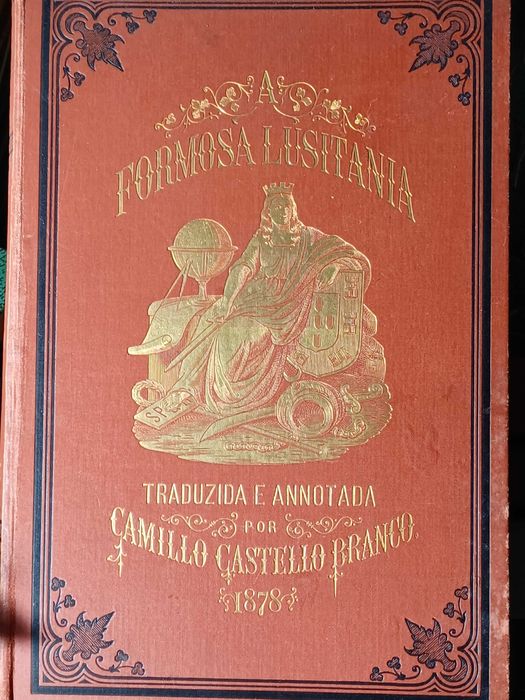 A
FORMOSA LUSITANIA
TRADUZIDA E ANNOTADA
POR
CAMILLO CASTELLO BRANCO.
1878